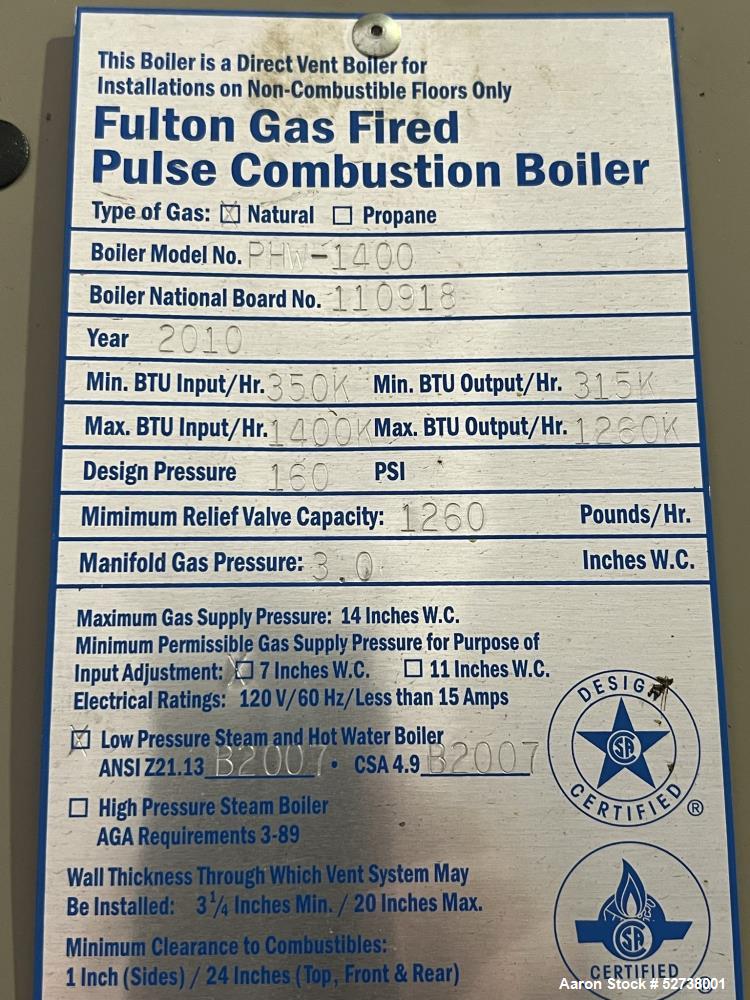 This Boiler is a Direct Vent Boiler for
Installations on Non-Combustible Floors Only
Fulton Gas Fired
Pulse Combustion Boiler
Type of Gas: ☒ Natural ☐ Propane
Boiler Model No. PHW-1400
Boiler National Board No. 110918
Year 2010
Min. BTU Input/Hr. 350K Min. BTU Output/Hr. 315K
Max. BTU Input/Hr. 1400K Max. BTU Output/Hr. 1260K
Design Pressure 160 PSI
Mimimum Relief Valve Capacity: 1260 Pounds/Hr.
Manifold Gas Pressure: 3.0 Inches W.C.
Maximum Gas Supply Pressure: 14 Inches W.C.
Minimum Permissible Gas Supply Pressure for Purpose of
Input Adjustment: ☒ 7 Inches W.C. ☐ 11 Inches W.C.
Electrical Ratings: 120 V/60 Hz/Less than 15 Amps
☒ Low Pressure Steam and Hot Water Boiler
ANSI Z21.13 B2007 • CSA 4.9 B2007
☐ High Pressure Steam Boiler
AGA Requirements 3-89
DESIGN
CERTIFIED ®
Wall Thickness Through Which Vent System May
Be Installed: 3 1/4 Inches Min. / 20 Inches Max.
Minimum Clearance to Combustibles:
1 Inch (Sides) / 24 Inches (Top, Front & Rear)
CERTIFIED ®
Aaron Stock # 52738001